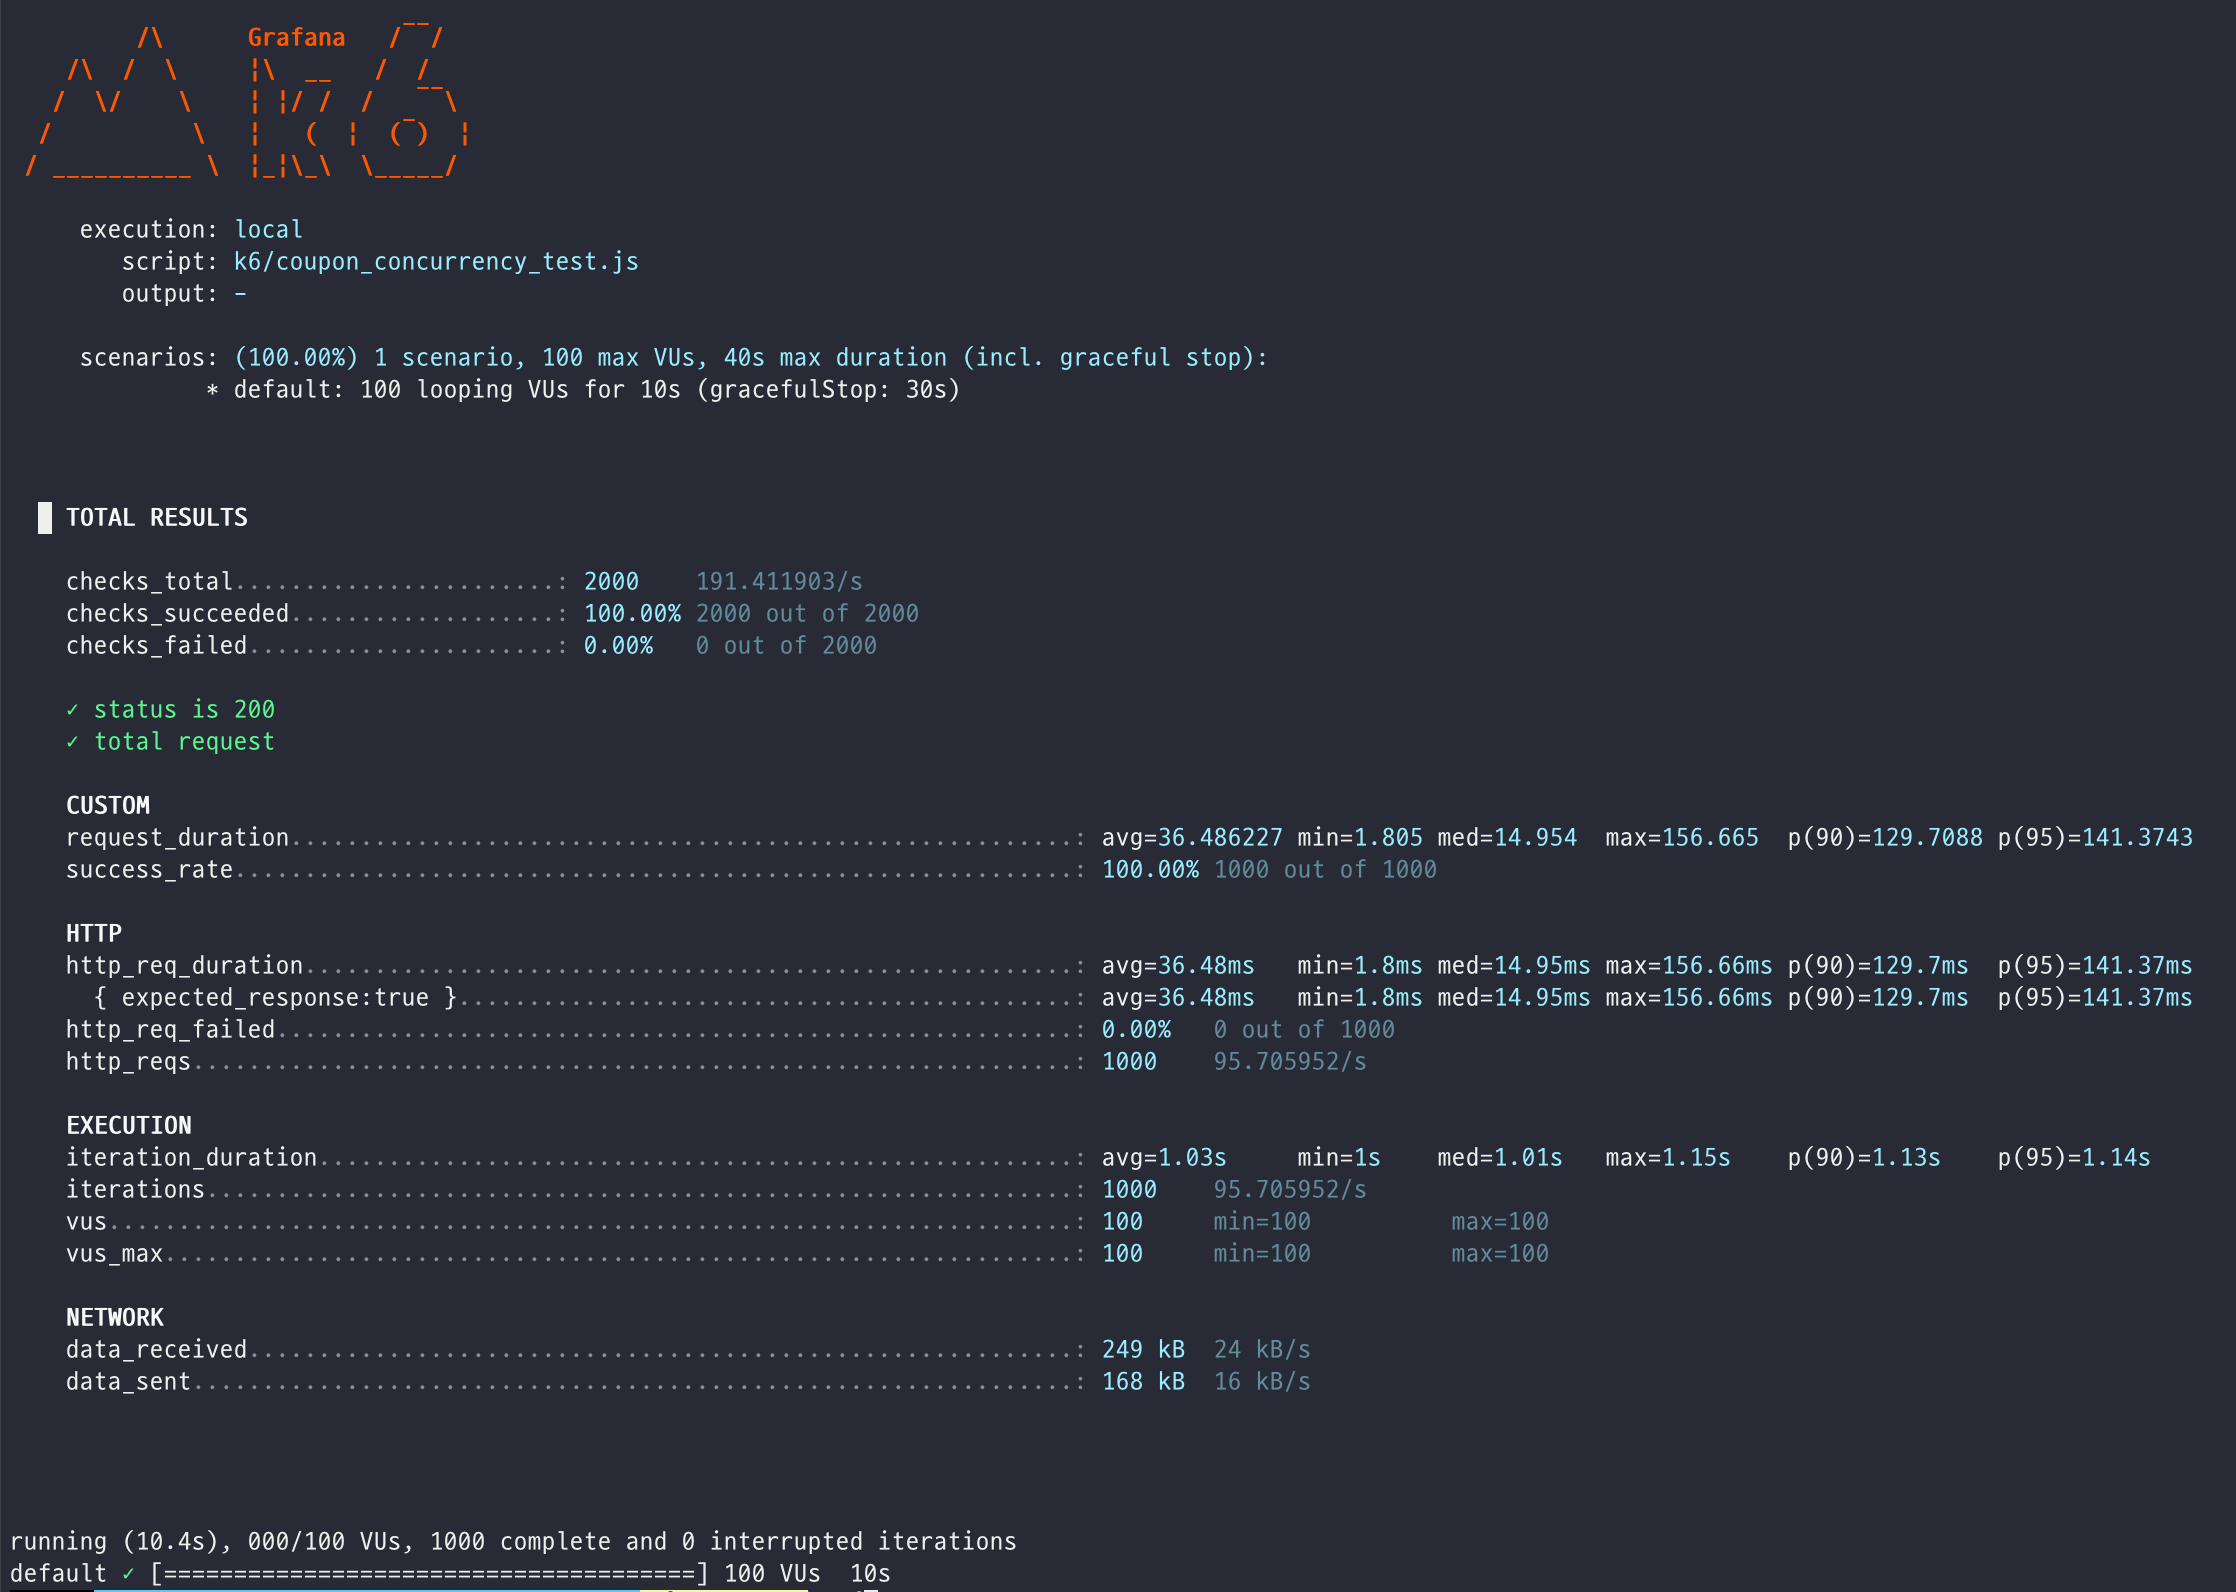 Grafana
execution: local
script: k6/coupon_concurrency_test.js
output: -
scenarios: (100.00%) 1 scenario, 100 max VUs, 40s max duration (incl. graceful stop):
* default: 100 looping VUs for 10s (gracefulStop: 30s)
TOTAL RESULTS
checks_total.......................: 2000 191.411903/s
checks_succeeded...................: 100.00% 2000 out of 2000
checks_failed......................: 0.00% 0 out of 2000
✓ status is 200
✓ total request
CUSTOM
request_duration........................................................: avg=36.486227 min=1.805 med=14.954 max=156.665 p(90)=129.7088 p(95)=141.3743
success_rate............................................................: 100.00% 1000 out of 1000
HTTP
http_req_duration.......................................................: avg=36.48ms min=1.8ms med=14.95ms max=156.66ms p(90)=129.7ms p(95)=141.37ms
{ expected_response:true }............................................: avg=36.48ms min=1.8ms med=14.95ms max=156.66ms p(90)=129.7ms p(95)=141.37ms
http_req_failed.........................................................: 0.00% 0 out of 1000
http_reqs...............................................................: 1000 95.705952/s
EXECUTION
iteration_duration......................................................: avg=1.03s min=1s med=1.01s max=1.15s p(90)=1.13s p(95)=1.14s
iterations..............................................................: 1000 95.705952/s
vus.....................................................................: 100 min=100 max=100
vus_max.................................................................: 100 min=100 max=100
NETWORK
data_received...........................................................: 249 kB 24 kB/s
data_sent...............................................................: 168 kB 16 kB/s
running (10.4s), 000/100 VUs, 1000 complete and 0 interrupted iterations
default ✓ [======================================] 100 VUs 10s